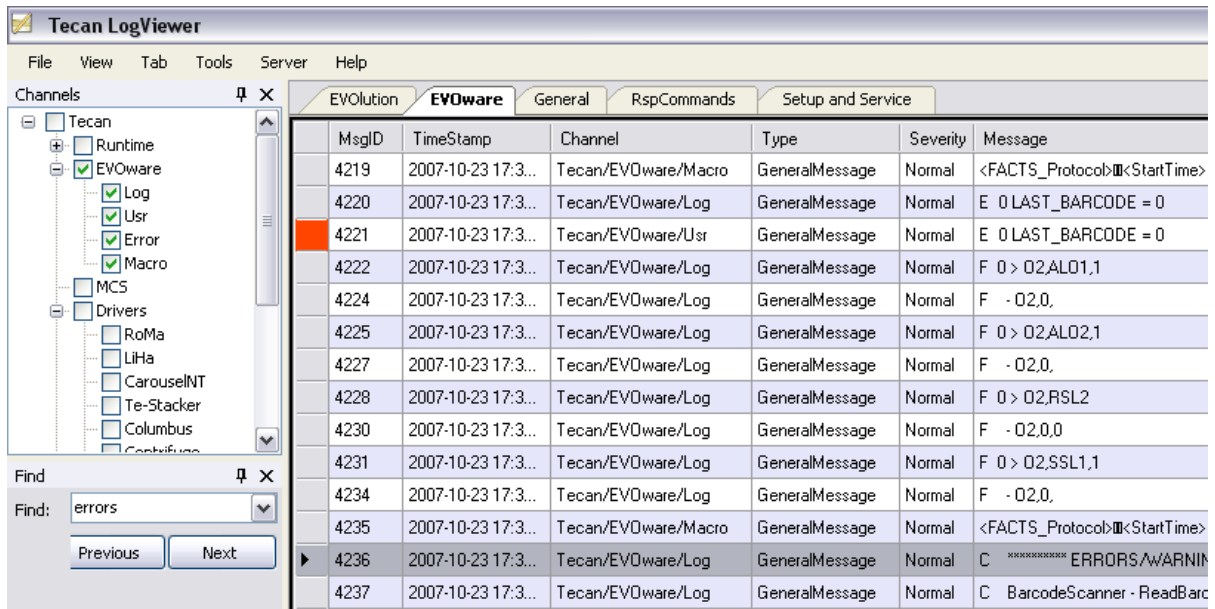 Tecan LogViewer
File View Tab Tools Server Help
Channels
Tecan
Runtime
EVOware
Log
Usr
Error
Macro
MCS
Drivers
RoMa
LiHa
CarouselNT
Te-Stacker
Columbus
Centrifuge
Find
Find: errors
Previous Next
EVOlution EVOware General RspCommands Setup and Service
MsgID TimeStamp Channel Type Severity Message
4219 2007-10-23 17:3... Tecan/EVOware/Macro GeneralMessage Normal <FACTS_Protocol>▯▯<StartTime>
4220 2007-10-23 17:3... Tecan/EVOware/Log GeneralMessage Normal E 0 LAST_BARCODE = 0
4221 2007-10-23 17:3... Tecan/EVOware/Usr GeneralMessage Normal E 0 LAST_BARCODE = 0
4222 2007-10-23 17:3... Tecan/EVOware/Log GeneralMessage Normal F 0 > O2,ALO1,1
4224 2007-10-23 17:3... Tecan/EVOware/Log GeneralMessage Normal F - O2,0,
4225 2007-10-23 17:3... Tecan/EVOware/Log GeneralMessage Normal F 0 > O2,ALO2,1
4227 2007-10-23 17:3... Tecan/EVOware/Log GeneralMessage Normal F - O2,0,
4228 2007-10-23 17:3... Tecan/EVOware/Log GeneralMessage Normal F 0 > O2,RSL2
4230 2007-10-23 17:3... Tecan/EVOware/Log GeneralMessage Normal F - O2,0,0
4231 2007-10-23 17:3... Tecan/EVOware/Log GeneralMessage Normal F 0 > O2,SSL1,1
4234 2007-10-23 17:3... Tecan/EVOware/Log GeneralMessage Normal F - O2,0,
4235 2007-10-23 17:3... Tecan/EVOware/Macro GeneralMessage Normal <FACTS_Protocol>▯▯<StartTime>
4236 2007-10-23 17:3... Tecan/EVOware/Log GeneralMessage Normal C ********** ERRORS/WARNIN
4237 2007-10-23 17:3... Tecan/EVOware/Log GeneralMessage Normal C BarcodeScanner - ReadBarc